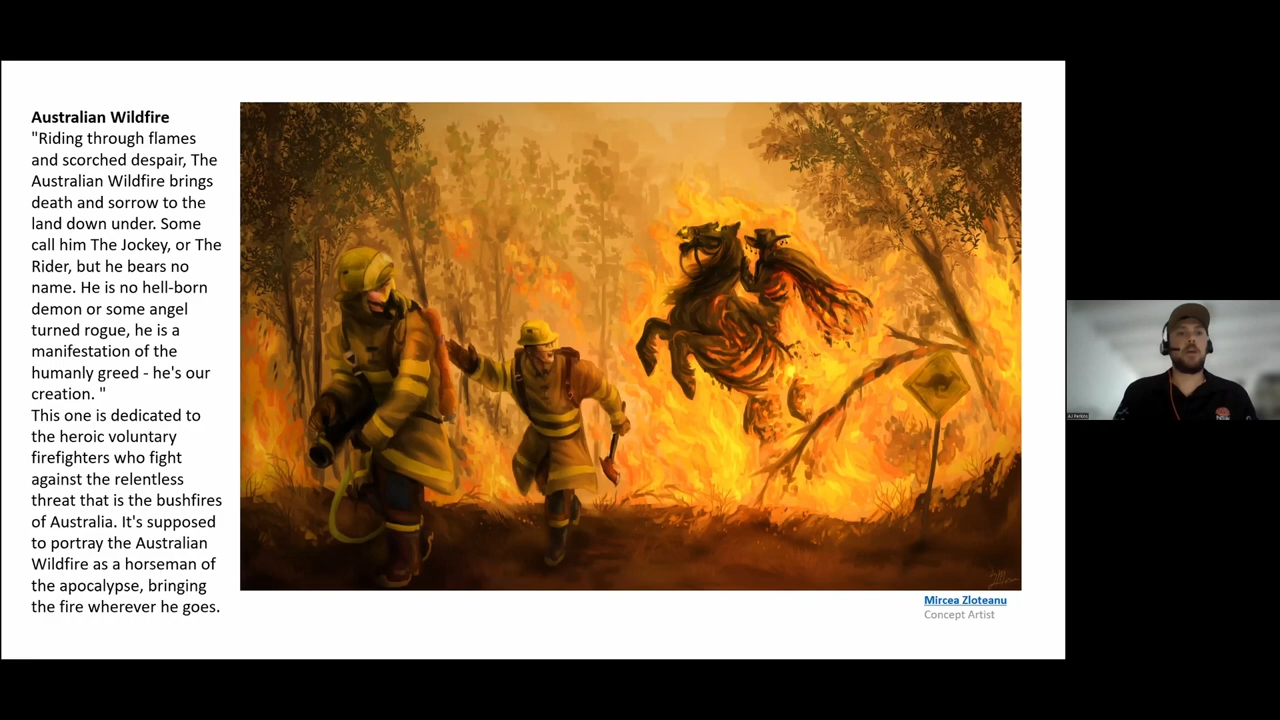 Australian Wildfire
"Riding through flames
and scorched despair, The
Australian Wildfire brings
death and sorrow to the
land down under. Some
call him The Jockey, or The
Rider, but he bears no
name. He is no hell-born
demon or some angel
turned rogue, he is a
manifestation of the
humanly greed - he's our
creation. "
This one is dedicated to
the heroic voluntary
firefighters who fight
against the relentless
threat that is the bushfires
of Australia. It's supposed
to portray the Australian
Wildfire as a horseman of
the apocalypse, bringing
the fire wherever he goes.
Mircea Zloteanu
Concept Artist
AJ Perkins